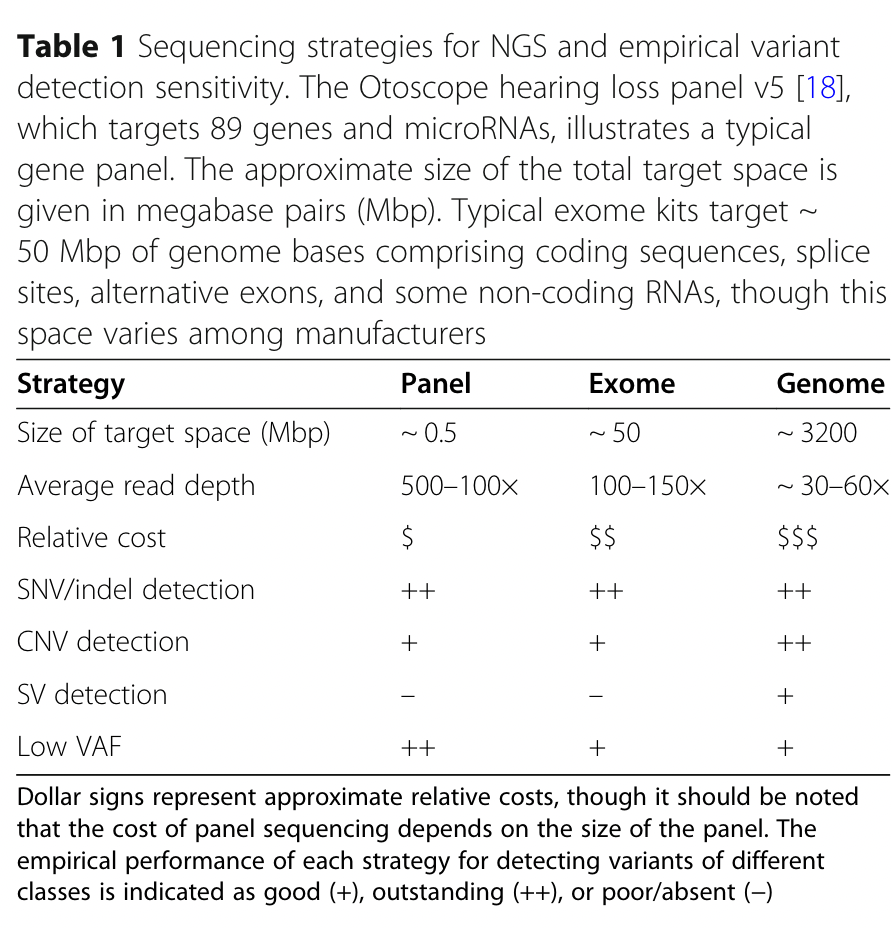 Table 1 Sequencing strategies for NGS and empirical variant
detection sensitivity. The Otoscope hearing loss panel v5 [18],
which targets 89 genes and microRNAs, illustrates a typical
gene panel. The approximate size of the total target space is
given in megabase pairs (Mbp). Typical exome kits target ~
50 Mbp of genome bases comprising coding sequences, splice
sites, alternative exons, and some non-coding RNAs, though this
space varies among manufacturers
Strategy Panel Exome Genome
Size of target space (Mbp) ~ 0.5 ~ 50 ~ 3200
Average read depth 500–100× 100–150× ~ 30–60×
Relative cost $ $$ $$$
SNV/indel detection ++ ++ ++
CNV detection + + ++
SV detection – – +
Low VAF ++ + +
Dollar signs represent approximate relative costs, though it should be noted
that the cost of panel sequencing depends on the size of the panel. The
empirical performance of each strategy for detecting variants of different
classes is indicated as good (+), outstanding (++), or poor/absent (−)